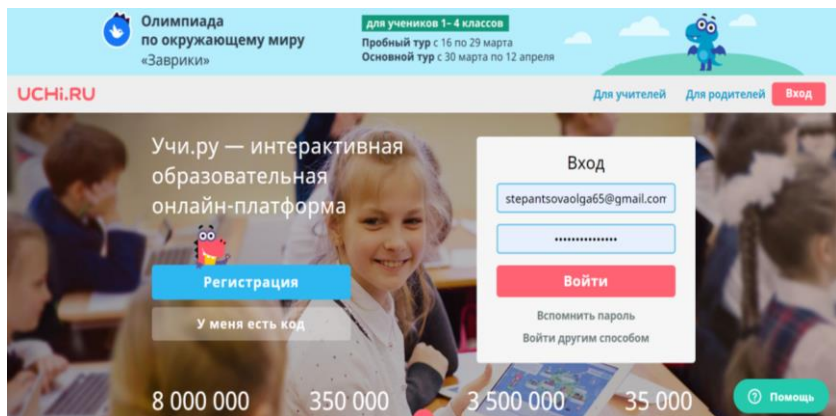 Олимпиада
по окружающему миру
«Заврики»
для учеников 1– 4 классов
Пробный тур с 16 по 29 марта
Основной тур с 30 марта по 12 апреля
UCHi.RU
Для учителей
Для родителей
Вход
Учи.ру — интерактивная
образовательная
онлайн-платформа
Регистрация
У меня есть код
Вход
stepantsovaolga65@gmail.com
Войти
Вспомнить пароль
Войти другим способом
8 000 000
350 000
3 500 000
35 000
Помощь